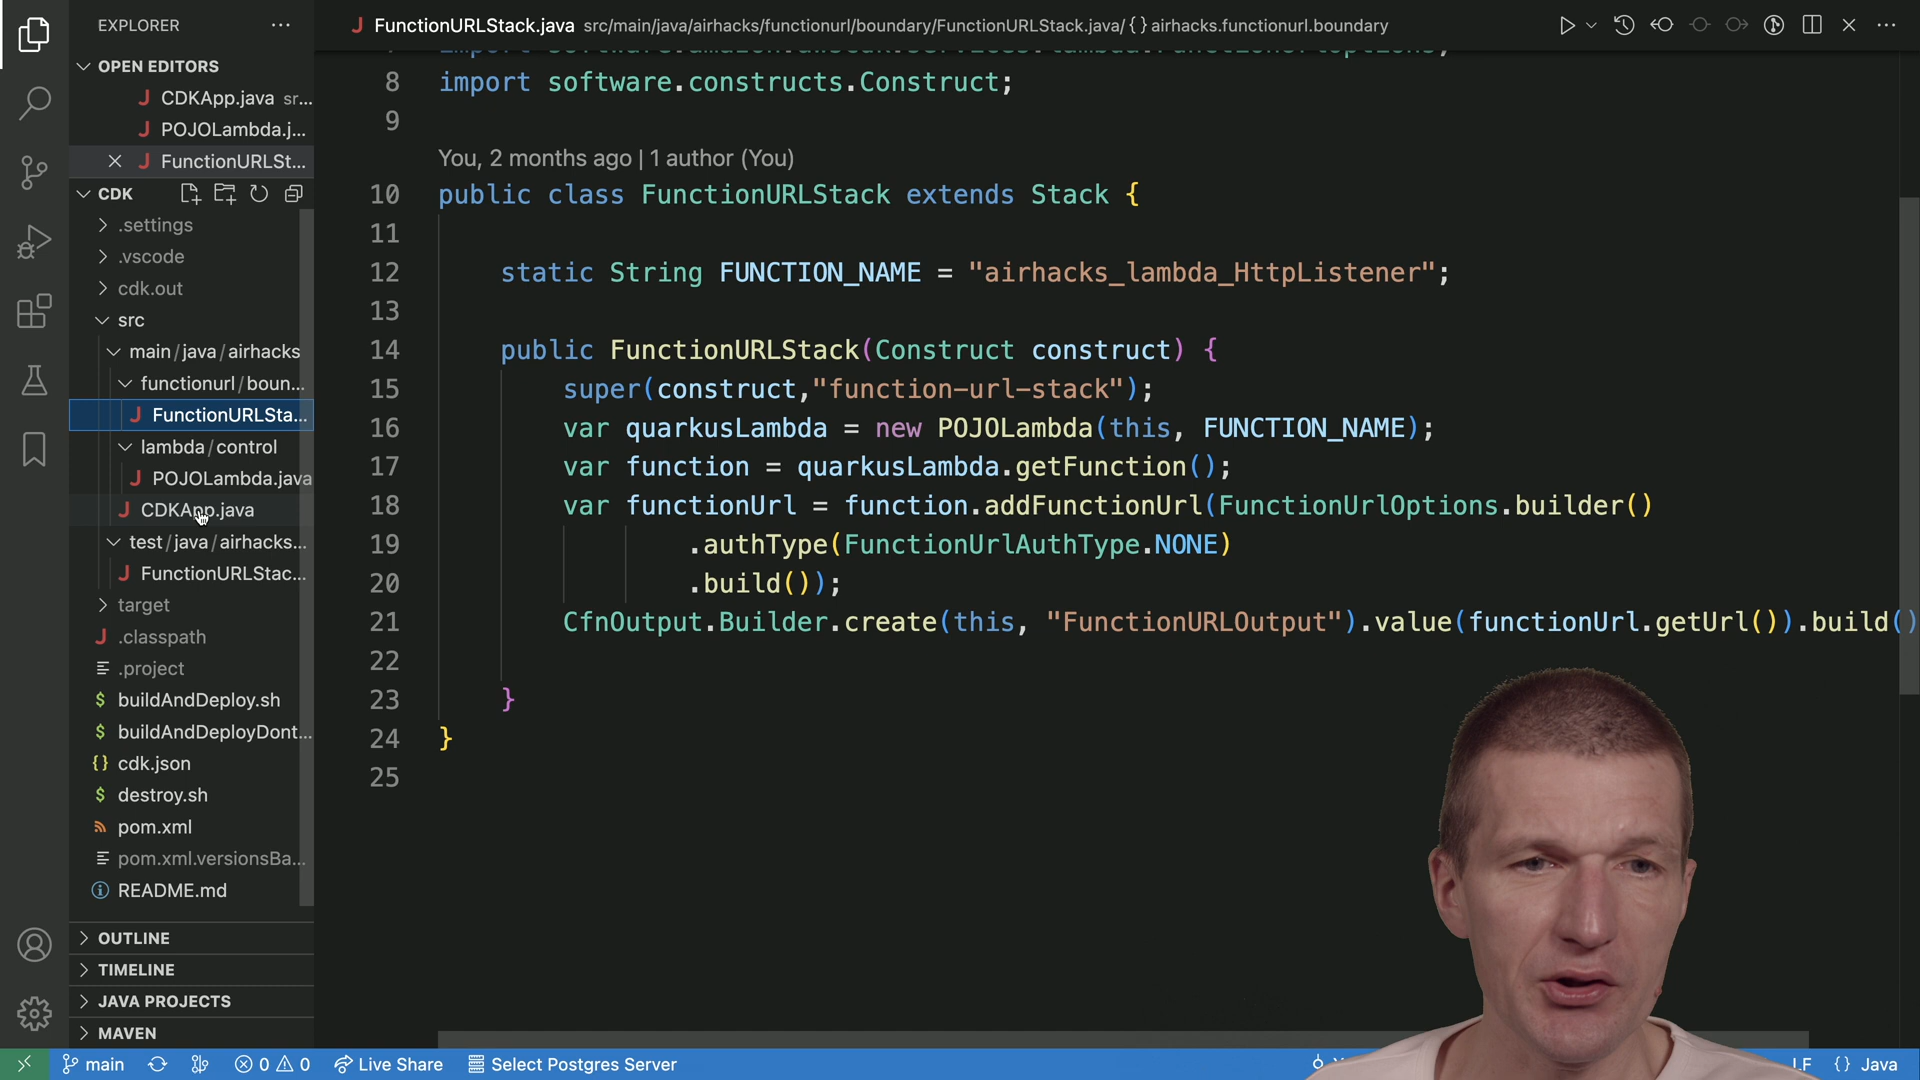 EXPLORER
FunctionURLStack.java src/main/java/airhacks/functionurl/boundary/FunctionURLStack.java/{} airhacks.functionurl.boundary
OPEN EDITORS
CDKApp.java sr...
POJOLambda.j...
FunctionURLSt...
CDK
.settings
.vscode
cdk.out
src
main/java/airhacks
functionurl/boun...
FunctionURLSta...
lambda/control
POJOLambda.java
CDKApp.java
test/java/airhacks...
FunctionURLStac...
target
.classpath
.project
buildAndDeploy.sh
buildAndDeployDont...
cdk.json
destroy.sh
pom.xml
pom.xml.versionsBa...
README.md
OUTLINE
TIMELINE
JAVA PROJECTS
MAVEN
8 import software.constructs.Construct;
9
You, 2 months ago | 1 author (You)
10 public class FunctionURLStack extends Stack {
11
12 static String FUNCTION_NAME = "airhacks_lambda_HttpListener";
13
14 public FunctionURLStack(Construct construct) {
15 super(construct,"function-url-stack");
16 var quarkusLambda = new POJOLambda(this, FUNCTION_NAME);
17 var function = quarkusLambda.getFunction();
18 var functionUrl = function.addFunctionUrl(FunctionUrlOptions.builder()
19 .authType(FunctionUrlAuthType.NONE)
20 .build());
21 CfnOutput.Builder.create(this, "FunctionURLOutput").value(functionUrl.getUrl()).build()
22
23 }
24 }
25
main 0 0 Live Share Select Postgres Server LF {} Java